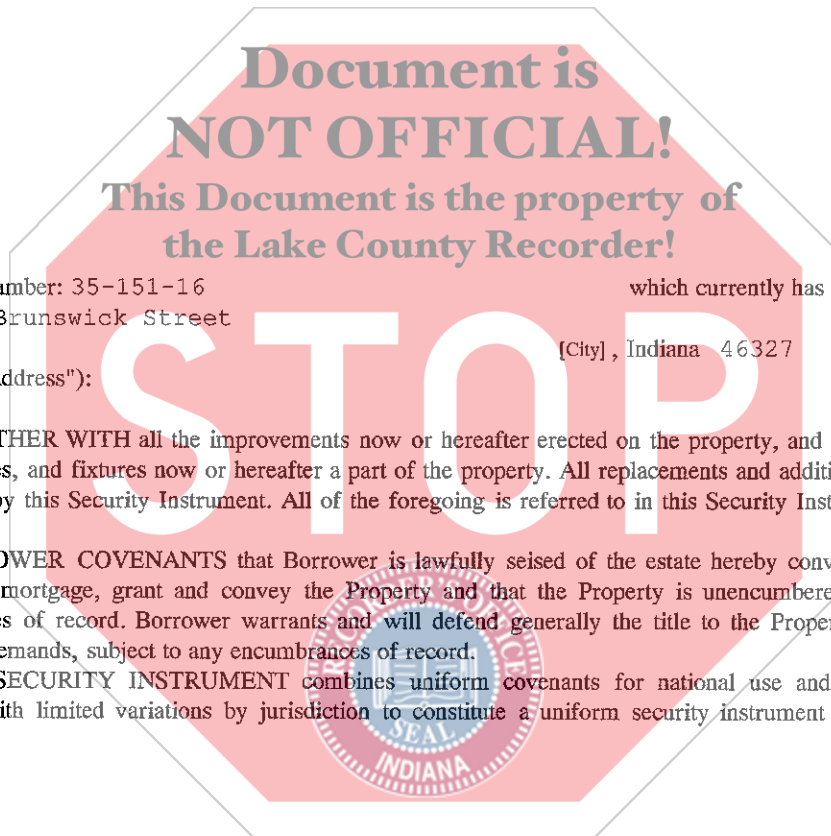 Document is
NOT OFFICIAL!
This Document is the property of
the Lake County Recorder!
umber: 35-151-16 which currently has
Brunswick Street
[City] , Indiana 46327
ddress"):
STOP
THER WITH all the improvements now or hereafter erected on the property, and
es, and fixtures now or hereafter a part of the property. All replacements and additi
by this Security Instrument. All of the foregoing is referred to in this Security Inst
OWER COVENANTS that Borrower is lawfully seised of the estate hereby conv
mortgage, grant and convey the Property and that the Property is unencumbere
es of record. Borrower warrants and will defend generally the title to the Proper
emands, subject to any encumbrances of record.
SECURITY INSTRUMENT combines uniform covenants for national use and
ith limited variations by jurisdiction to constitute a uniform security instrument
RECORDER'S OFFICE
SEAL
INDIANA